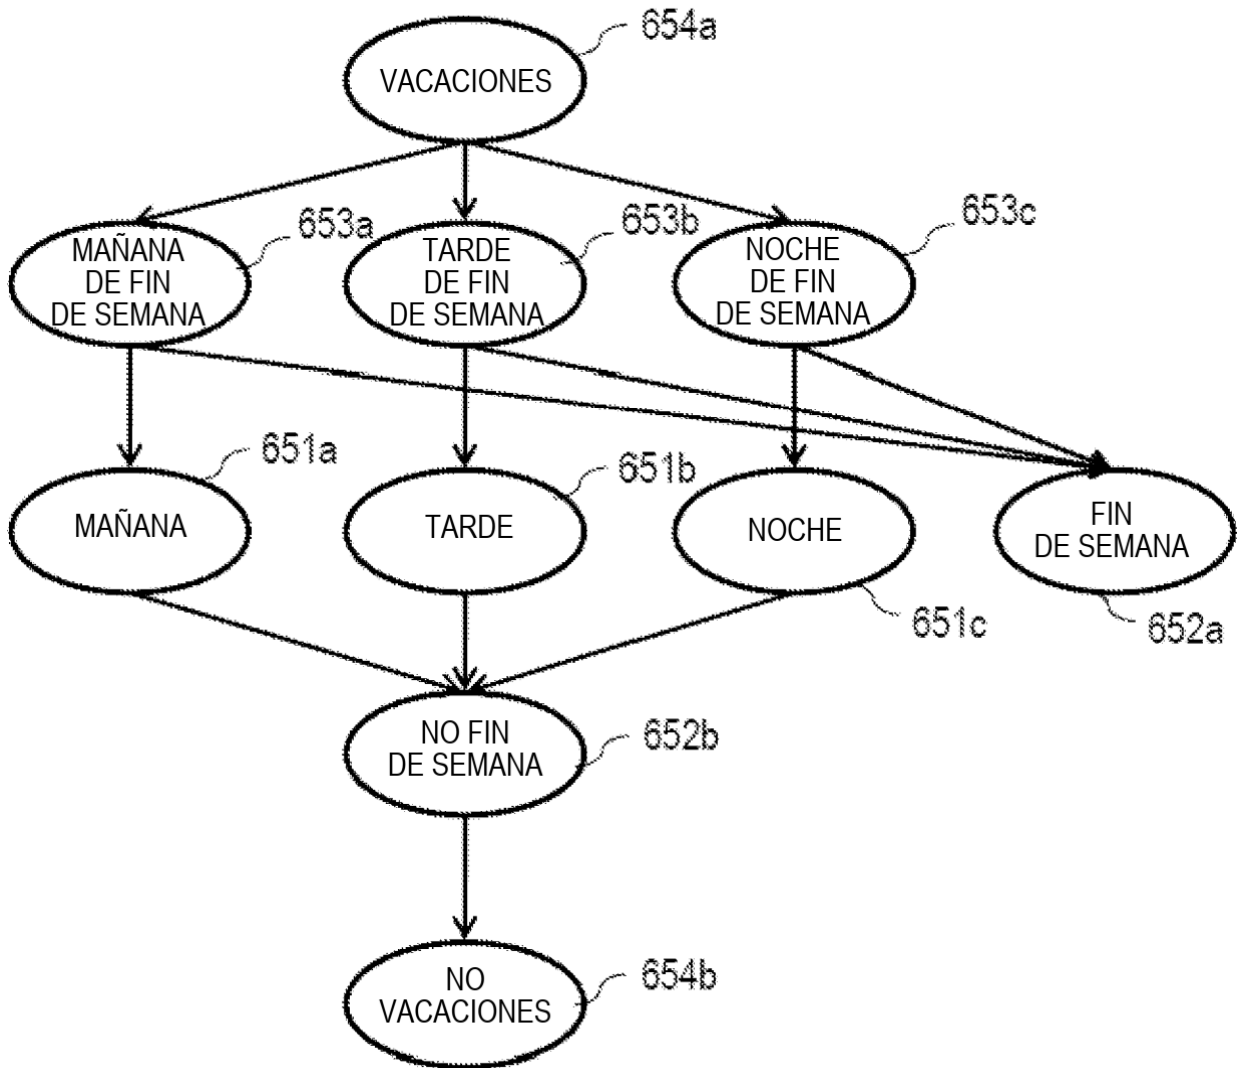 654a
VACACIONES
653a
653b
653c
MAÑANA
DE FIN
DE SEMANA
TARDE
DE FIN
DE SEMANA
NOCHE
DE FIN
DE SEMANA
651a
651b
MAÑANA
TARDE
NOCHE
FIN
DE SEMANA
651c
652a
NO FIN
DE SEMANA
652b
NO
VACACIONES
654b